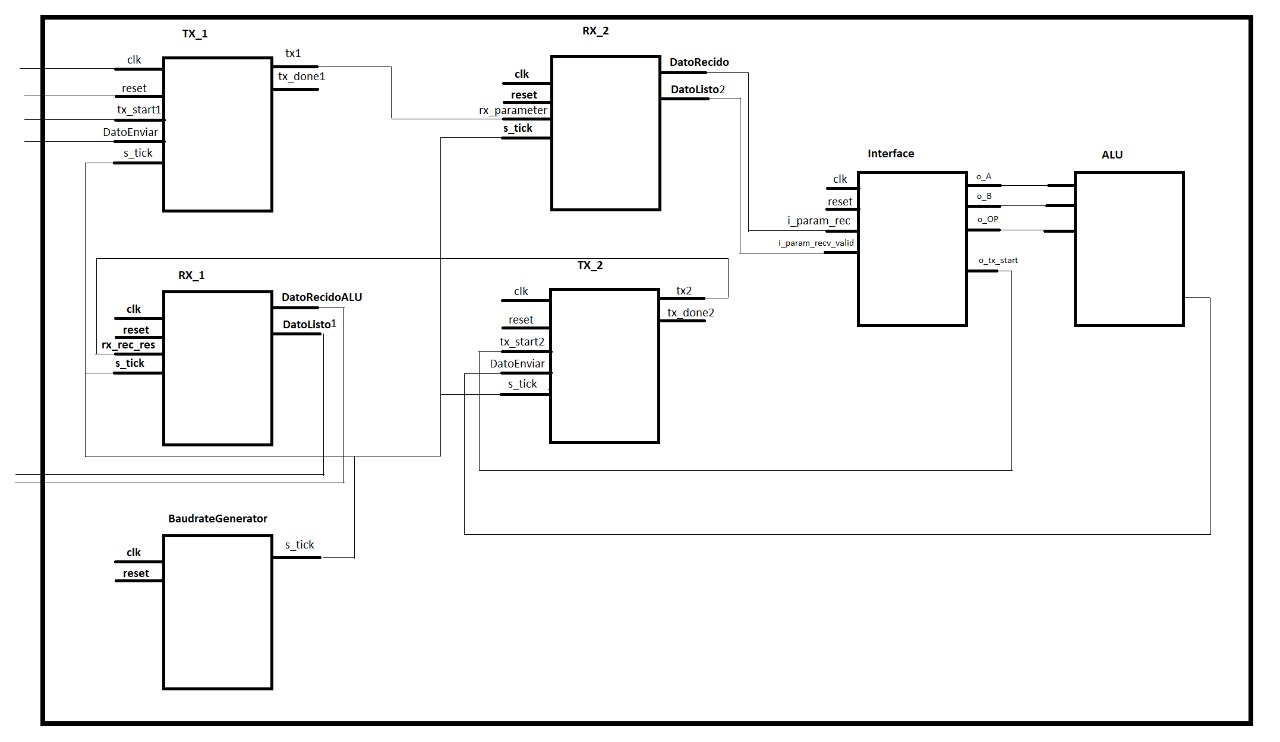 TX_1
clk
reset
tx_start1
DatoEnviar
s_tick
tx1
tx_done1
RX_2
clk
reset
rx_parameter
s_tick
DatoRecido
DatoListo2
Interface
clk
reset
i_param_rec
i_param_recv_valid
o_A
o_B
o_OP
o_tx_start
ALU
RX_1
clk
reset
rx_rec_res
s_tick
DatoRecidoALU
DatoListo1
TX_2
clk
reset
tx_start2
DatoEnviar
s_tick
tx2
tx_done2
BaudrateGenerator
clk
reset
s_tick